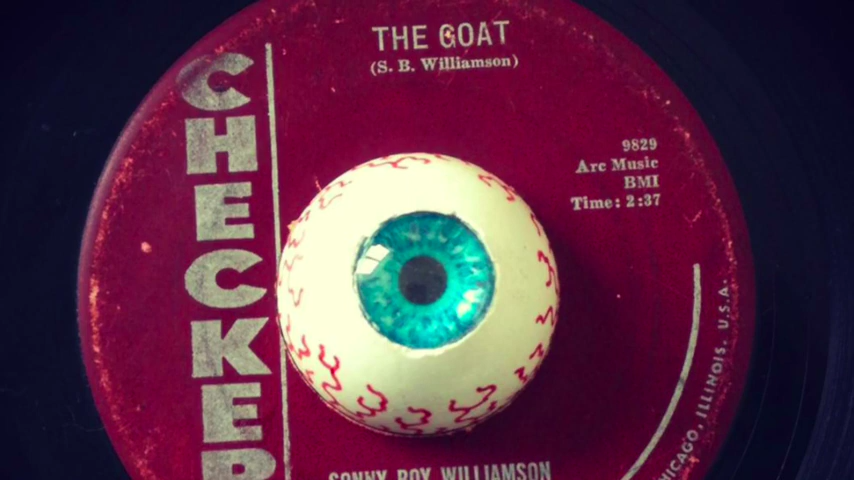 THE GOAT
(S. B. Williamson)
CHECKER
9829
Arc Music
BMI
Time: 2:37
SONNY BOY WILLIAMSON
CHICAGO, ILLINOIS. U.S.A.